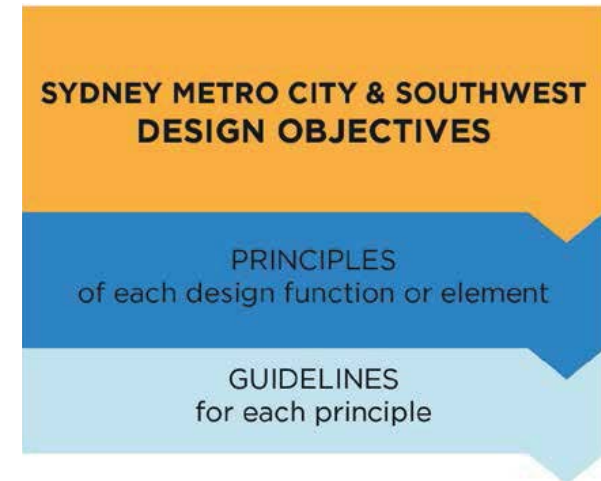 SYDNEY METRO CITY & SOUTHWEST
DESIGN OBJECTIVES
PRINCIPLES
of each design function or element
GUIDELINES
for each principle